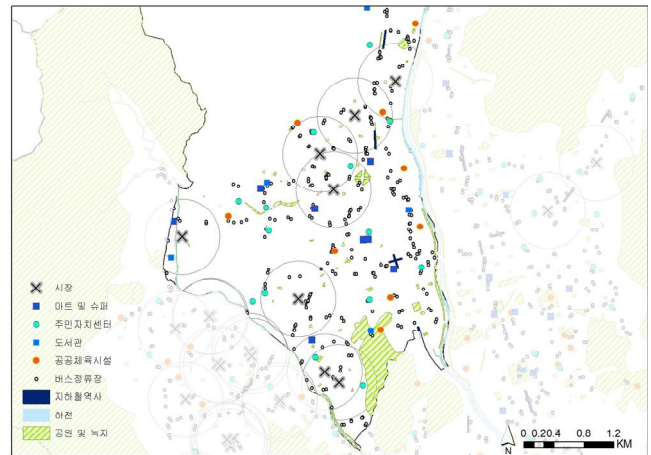 시장
마트 및 슈퍼
주민자치센터
도서관
공공체육시설
버스정류장
지하철역사
하천
공원 및 녹지
N
0 0.20.4 0.8 1.2
KM